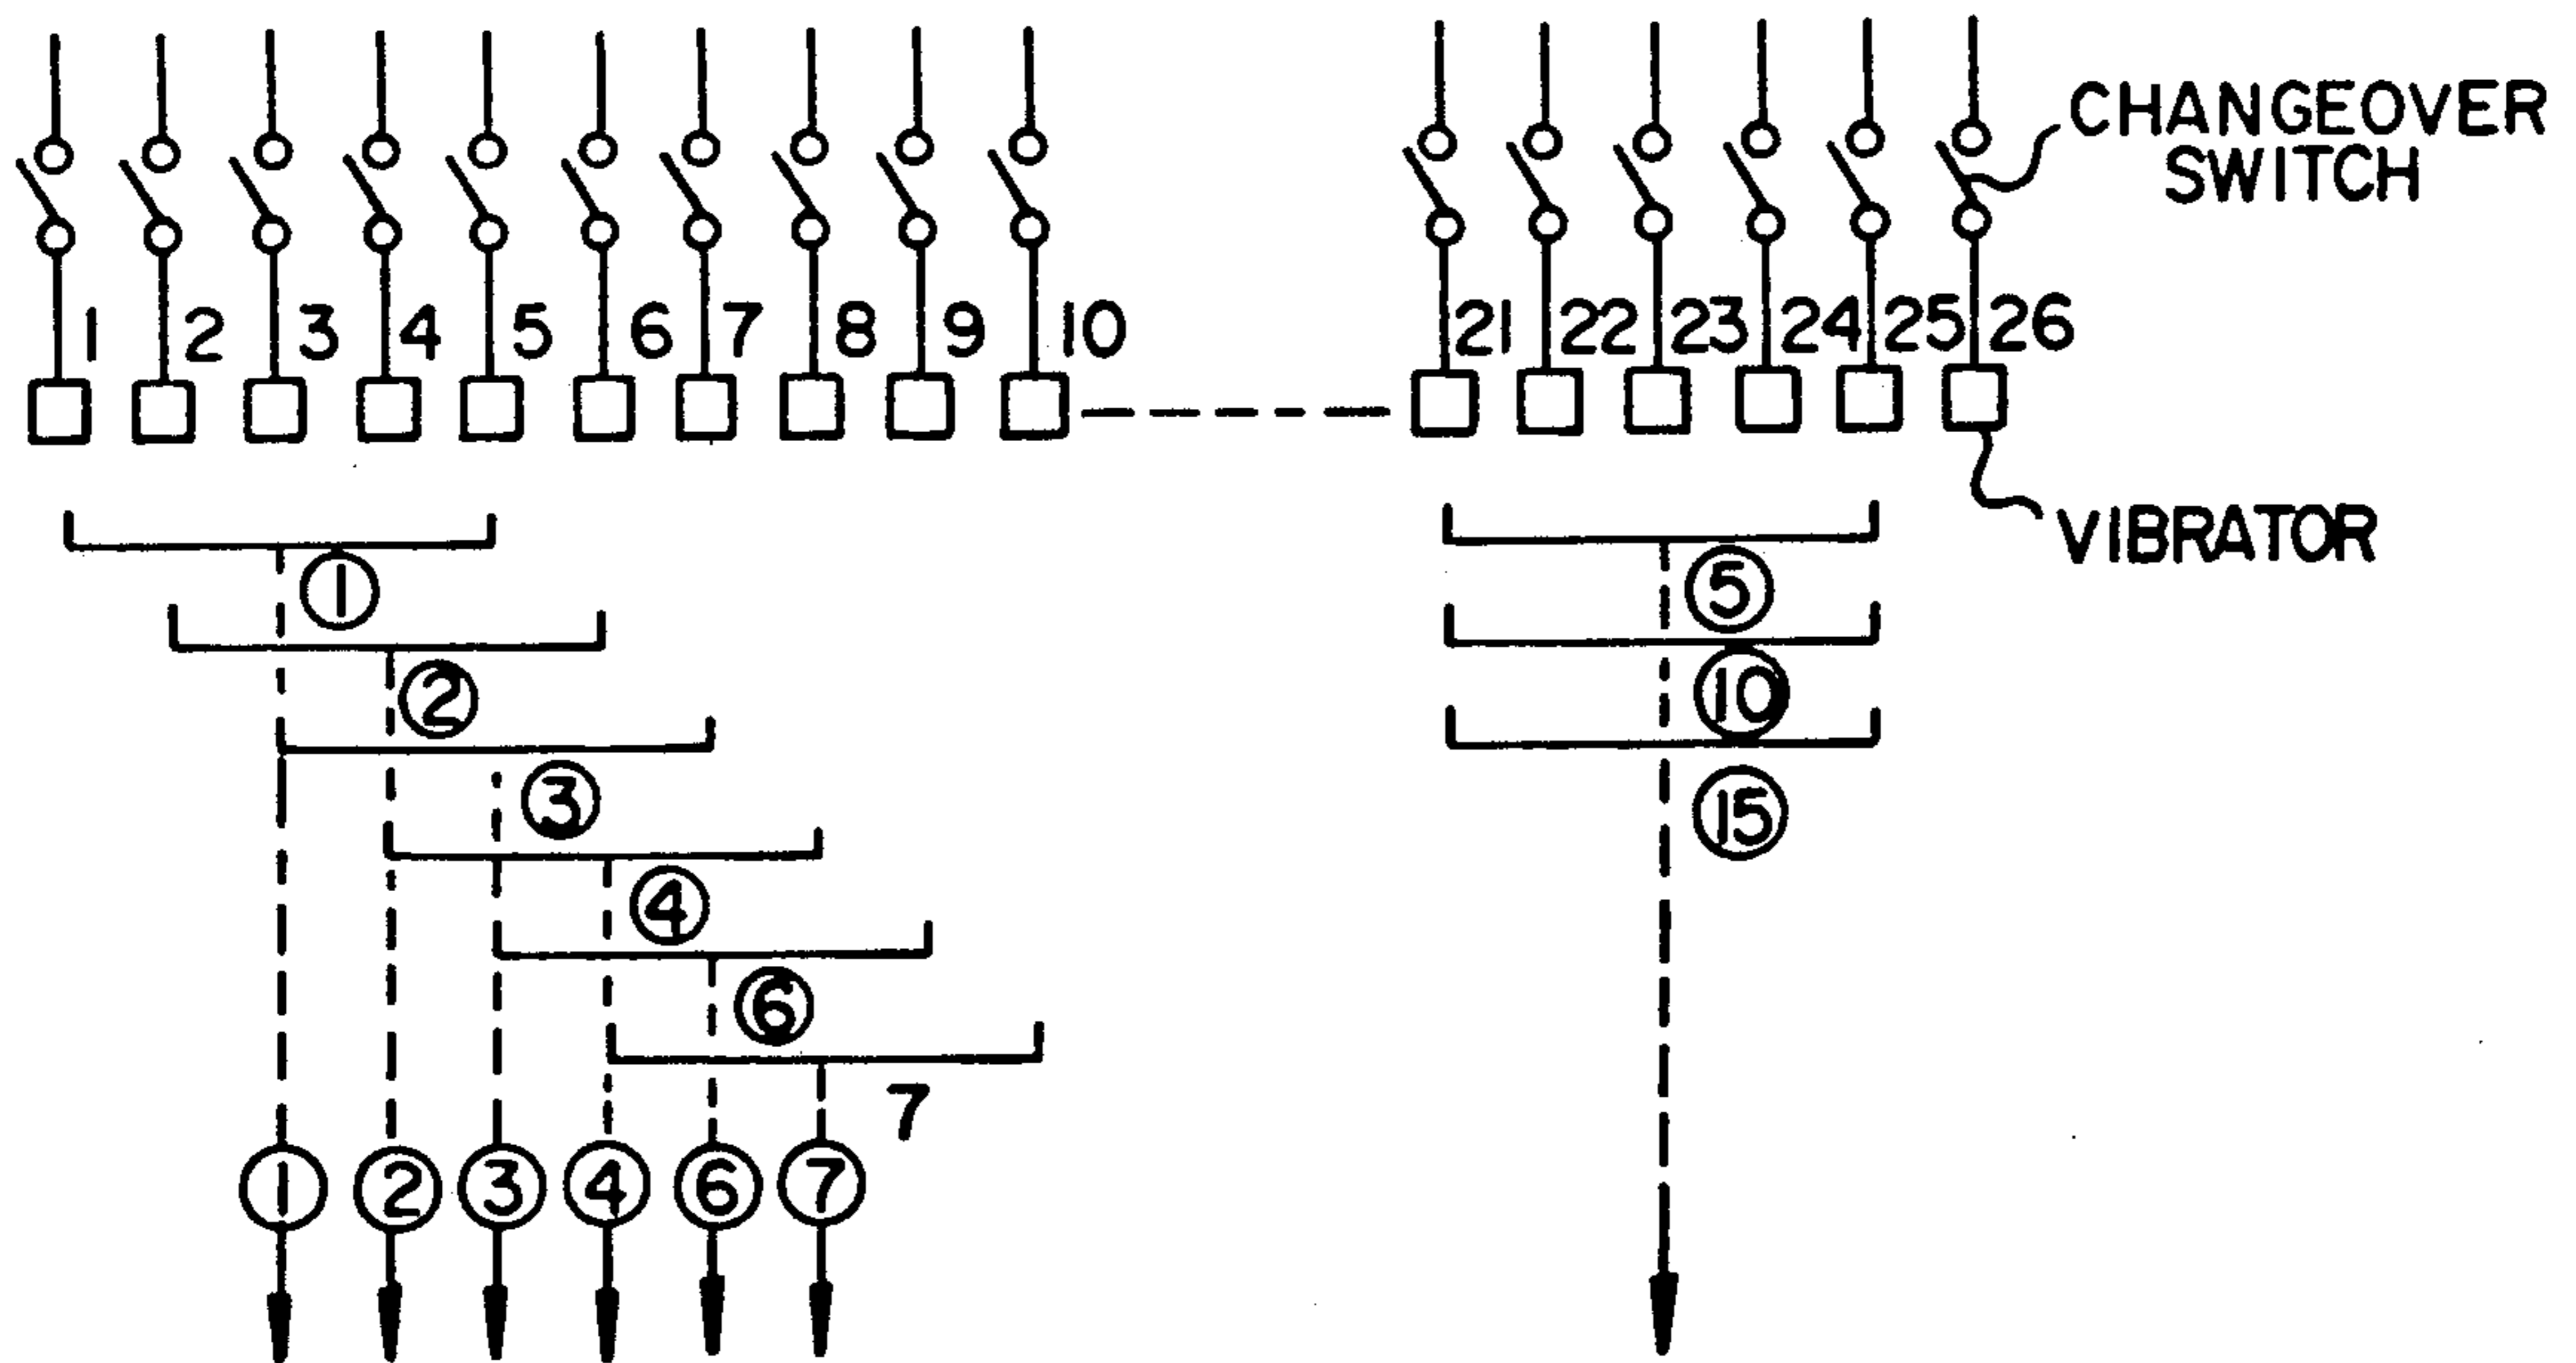 CHANGEOVER
SWITCH
1 2 3 4 5 6 7 8 9 10 21 22 23 24 25 26
VIBRATOR
① ⑤
② ⑩
③ ⑮
④
⑥
7
① ② ③ ④ ⑥ ⑦